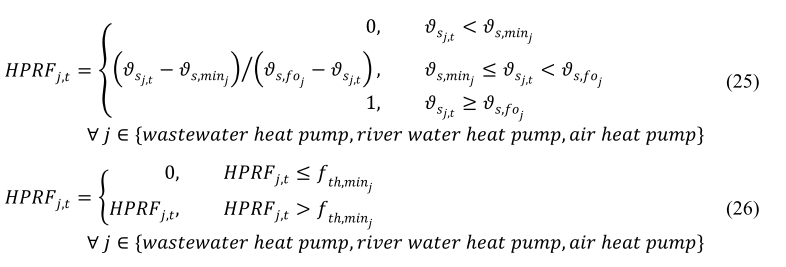 0, ϑ_{s_{j,t}} < ϑ_{s,min_j}
HPRF_{j,t} = { (ϑ_{s_{j,t}} − ϑ_{s,min_j})/(ϑ_{s,fo_j} − ϑ_{s_{j,t}}), ϑ_{s,min_j} ≤ ϑ_{s_{j,t}} < ϑ_{s,fo_j} (25)
1, ϑ_{s_{j,t}} ≥ ϑ_{s,fo_j}
∀ j ∈ {wastewater heat pump, river water heat pump, air heat pump}
0, HPRF_{j,t} ≤ f_{th,min_j}
HPRF_{j,t} = { HPRF_{j,t}, HPRF_{j,t} > f_{th,min_j} (26)
∀ j ∈ {wastewater heat pump, river water heat pump, air heat pump}